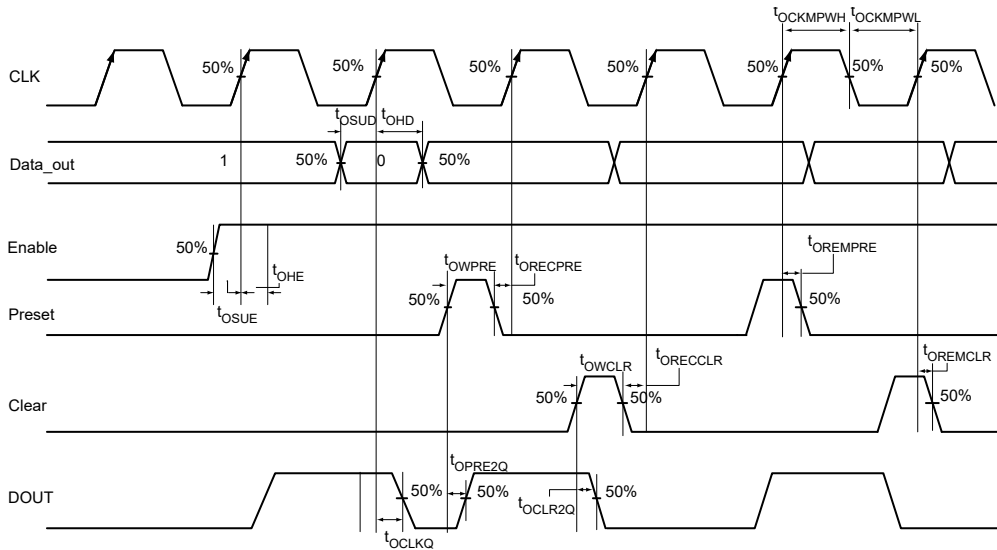 tOCKMPWH tOCKMPWL
CLK 50% 50% 50% 50% 50% 50% 50%
tOSUD tOHD
Data_out 1 50% 0 50%
Enable 50% tOHE tOSUE
tOWPRE tORECPRE tOREMPRE
Preset 50% 50% 50%
tOWCLR tORECCLR tOREMCLR
Clear 50% 50% 50%
tOPRE2Q
DOUT 50% 50% 50%
tOCLKQ tOCLR2Q